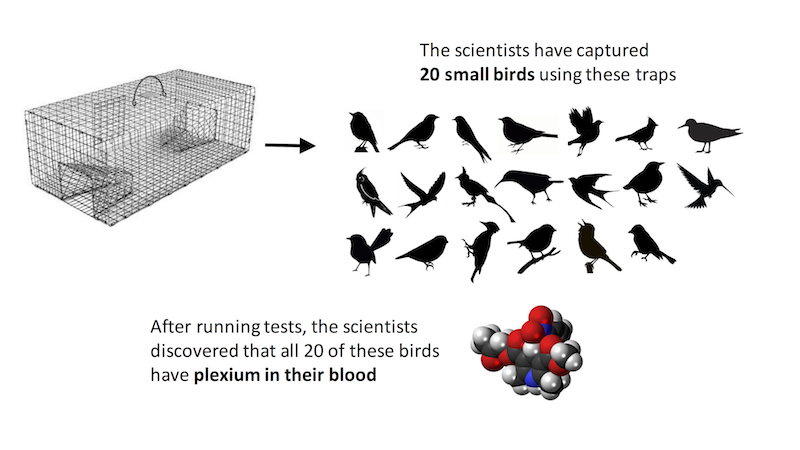 The scientists have captured
20 small birds using these traps
After running tests, the scientists
discovered that all 20 of these birds
have plexium in their blood